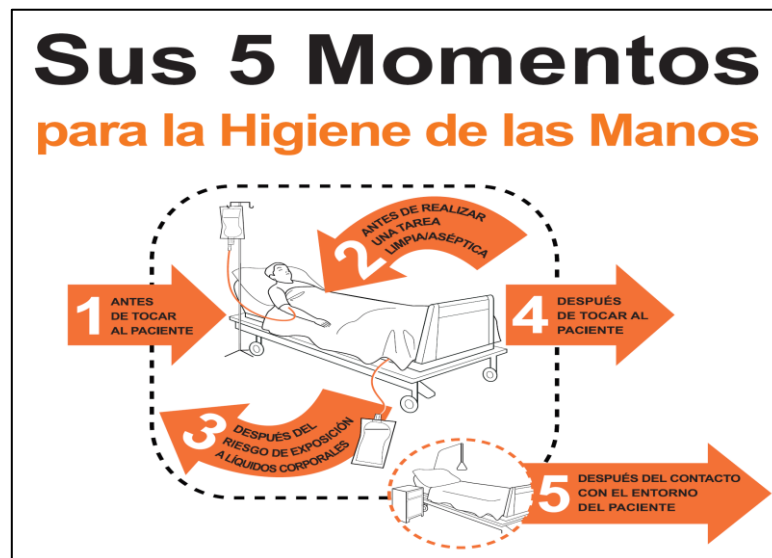 Sus 5 Momentos
para la Higiene de las Manos
1
ANTES
DE TOCAR
AL PACIENTE
2
ANTES DE REALIZAR
UNA TAREA
LIMPIA/ASÉPTICA
3
DESPUÉS DEL
RIESGO DE EXPOSICIÓN
A LÍQUIDOS CORPORALES
4
DESPUÉS
DE TOCAR AL
PACIENTE
5
DESPUÉS DEL CONTACTO
CON EL ENTORNO
DEL PACIENTE